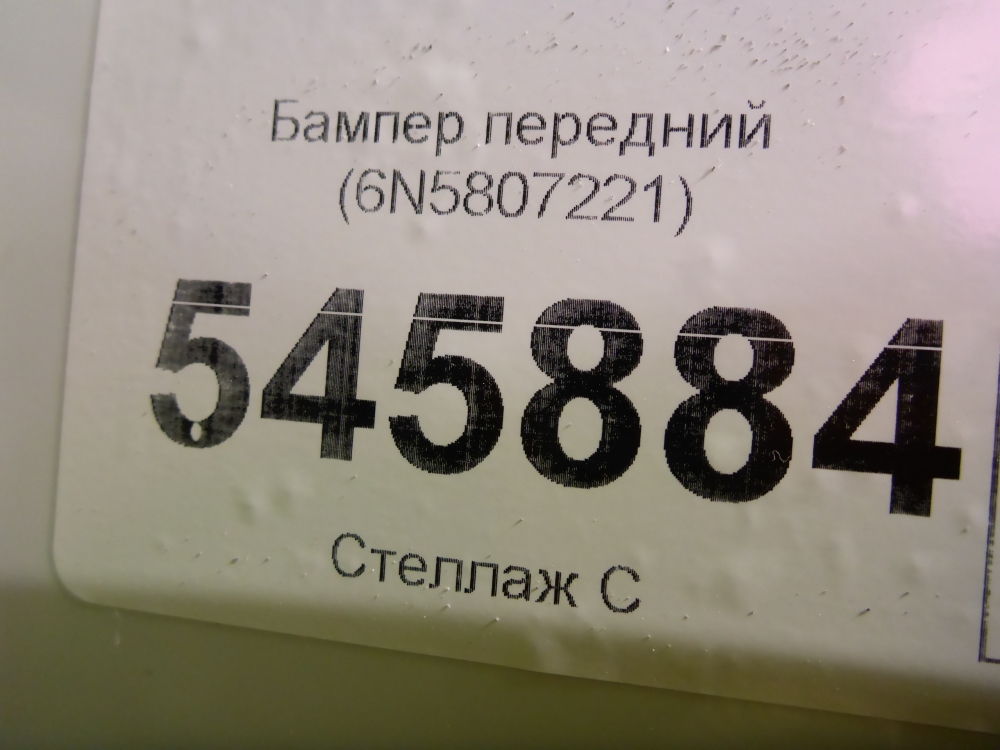 Бампер передний
(6N5807221)
545884
Стеллаж С